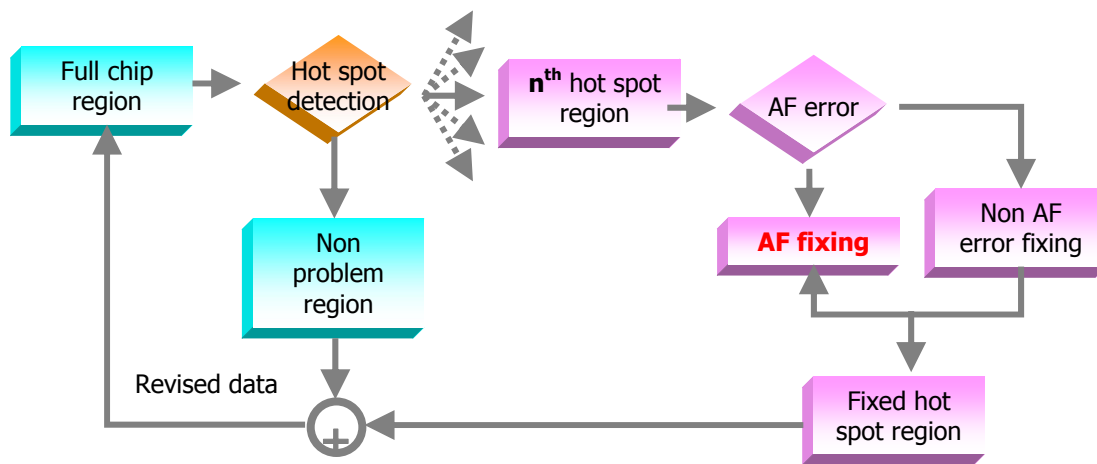 Full chip
region
Hot spot
detection
nth hot spot
region
AF error
Non
problem
region
AF fixing
Non AF
error fixing
Revised data
+
Fixed hot
spot region